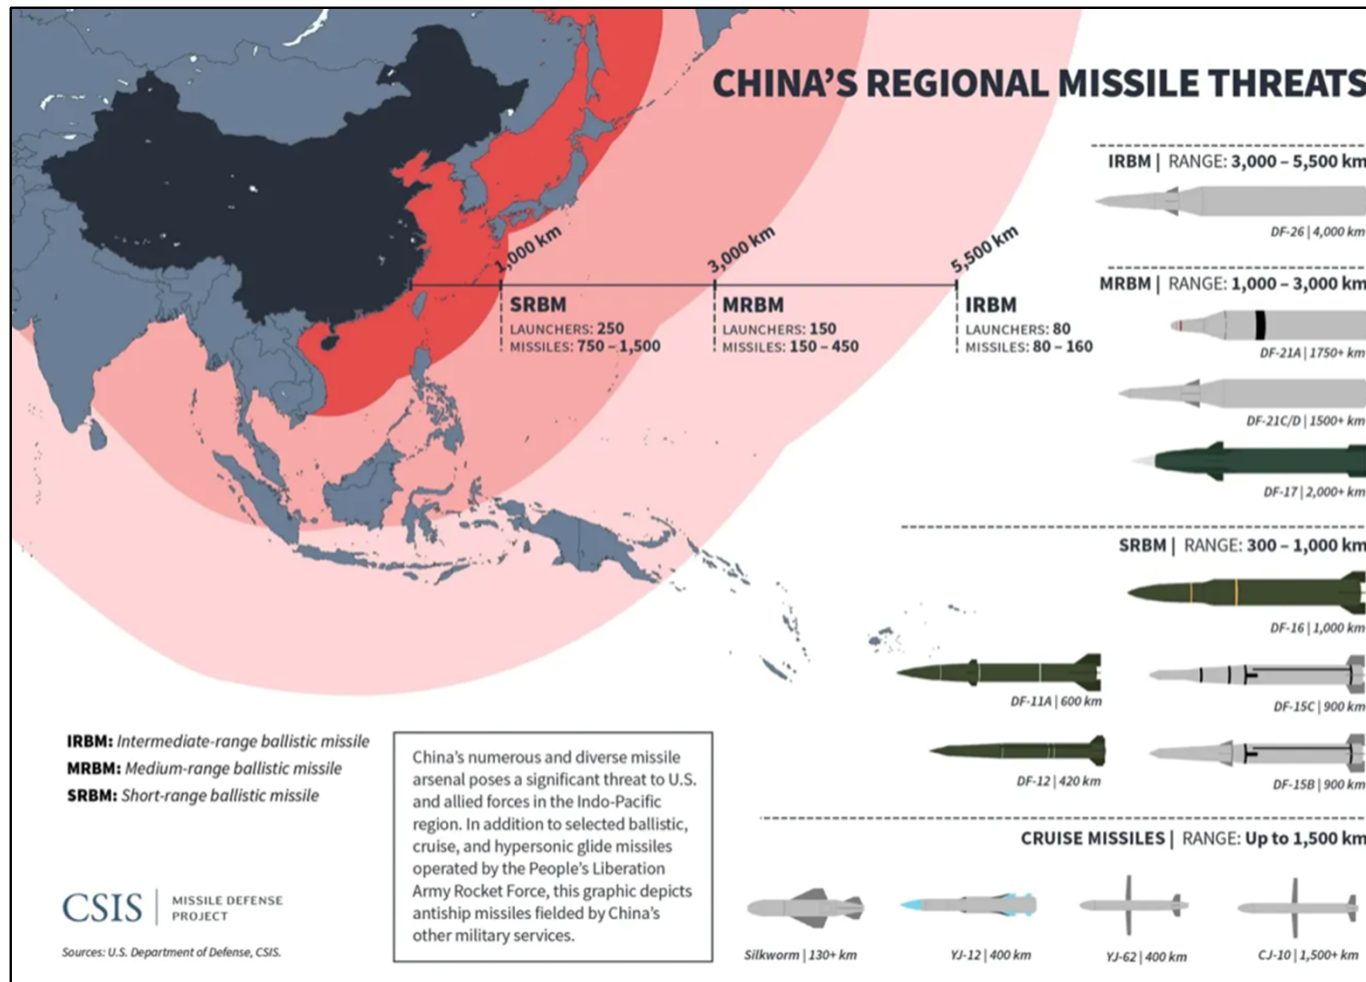 CHINA'S REGIONAL MISSILE THREATS
IRBM | RANGE: 3,000 – 5,500 km
DF-26 | 4,000 km
MRBM | RANGE: 1,000 – 3,000 km
DF-21A | 1750+ km
DF-21C/D | 1500+ km
DF-17 | 2,000+ km
1,000 km
3,000 km
5,500 km
SRBM
LAUNCHERS: 250
MISSILES: 750 – 1,500
MRBM
LAUNCHERS: 150
MISSILES: 150 – 450
IRBM
LAUNCHERS: 80
MISSILES: 80 – 160
SRBM | RANGE: 300 – 1,000 km
DF-16 | 1,000 km
DF-11A | 600 km
DF-15C | 900 km
DF-12 | 420 km
DF-15B | 900 km
CRUISE MISSILES | RANGE: Up to 1,500 km
Silkworm | 130+ km
YJ-12 | 400 km
YJ-62 | 400 km
CJ-10 | 1,500+ km
IRBM: Intermediate-range ballistic missile
MRBM: Medium-range ballistic missile
SRBM: Short-range ballistic missile
China's numerous and diverse missile
arsenal poses a significant threat to U.S.
and allied forces in the Indo-Pacific
region. In addition to selected ballistic,
cruise, and hypersonic glide missiles
operated by the People's Liberation
Army Rocket Force, this graphic depicts
antiship missiles fielded by China's
other military services.
CSIS | MISSILE DEFENSE
PROJECT
Sources: U.S. Department of Defense, CSIS.